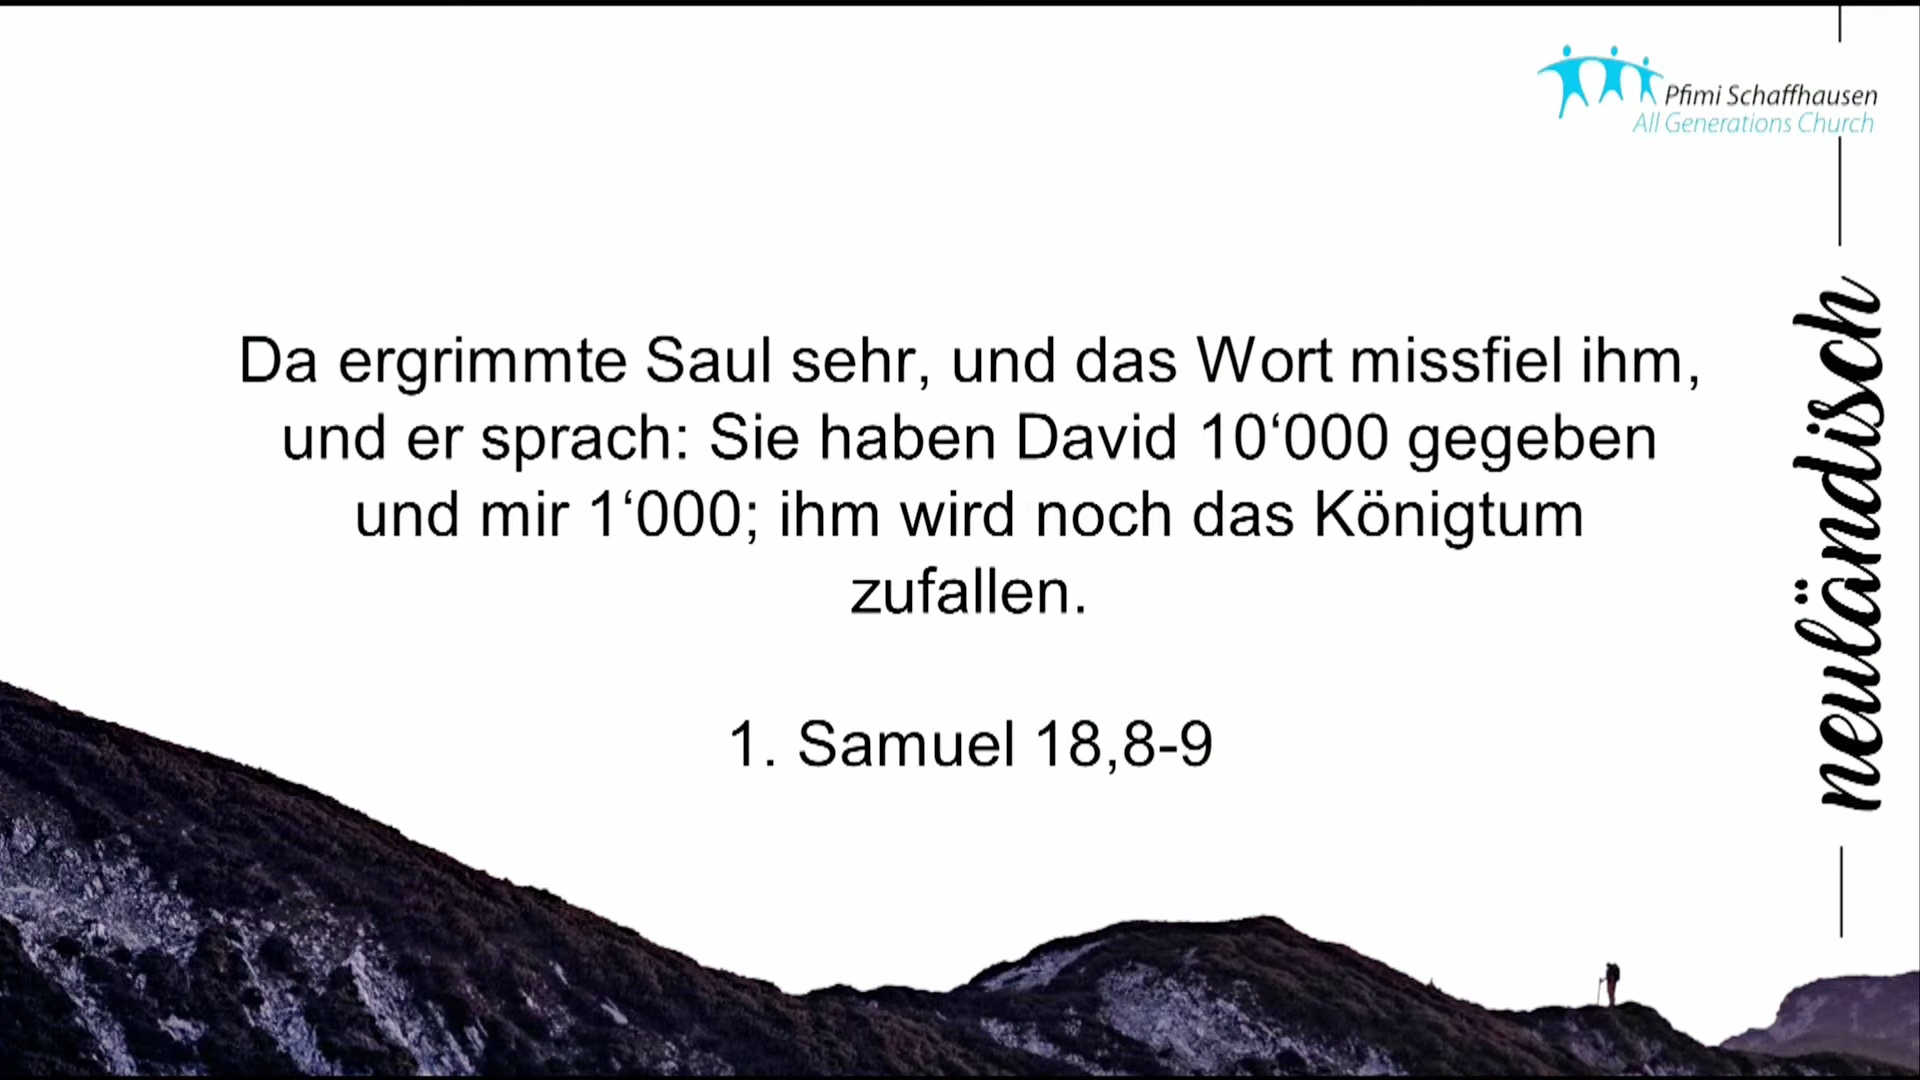 Pfimi Schaffhausen
All Generations Church
Da ergrimmte Saul sehr, und das Wort missfiel ihm,
und er sprach: Sie haben David 10‘000 gegeben
und mir 1‘000; ihm wird noch das Königtum
zufallen.
1. Samuel 18,8-9
neuländisch